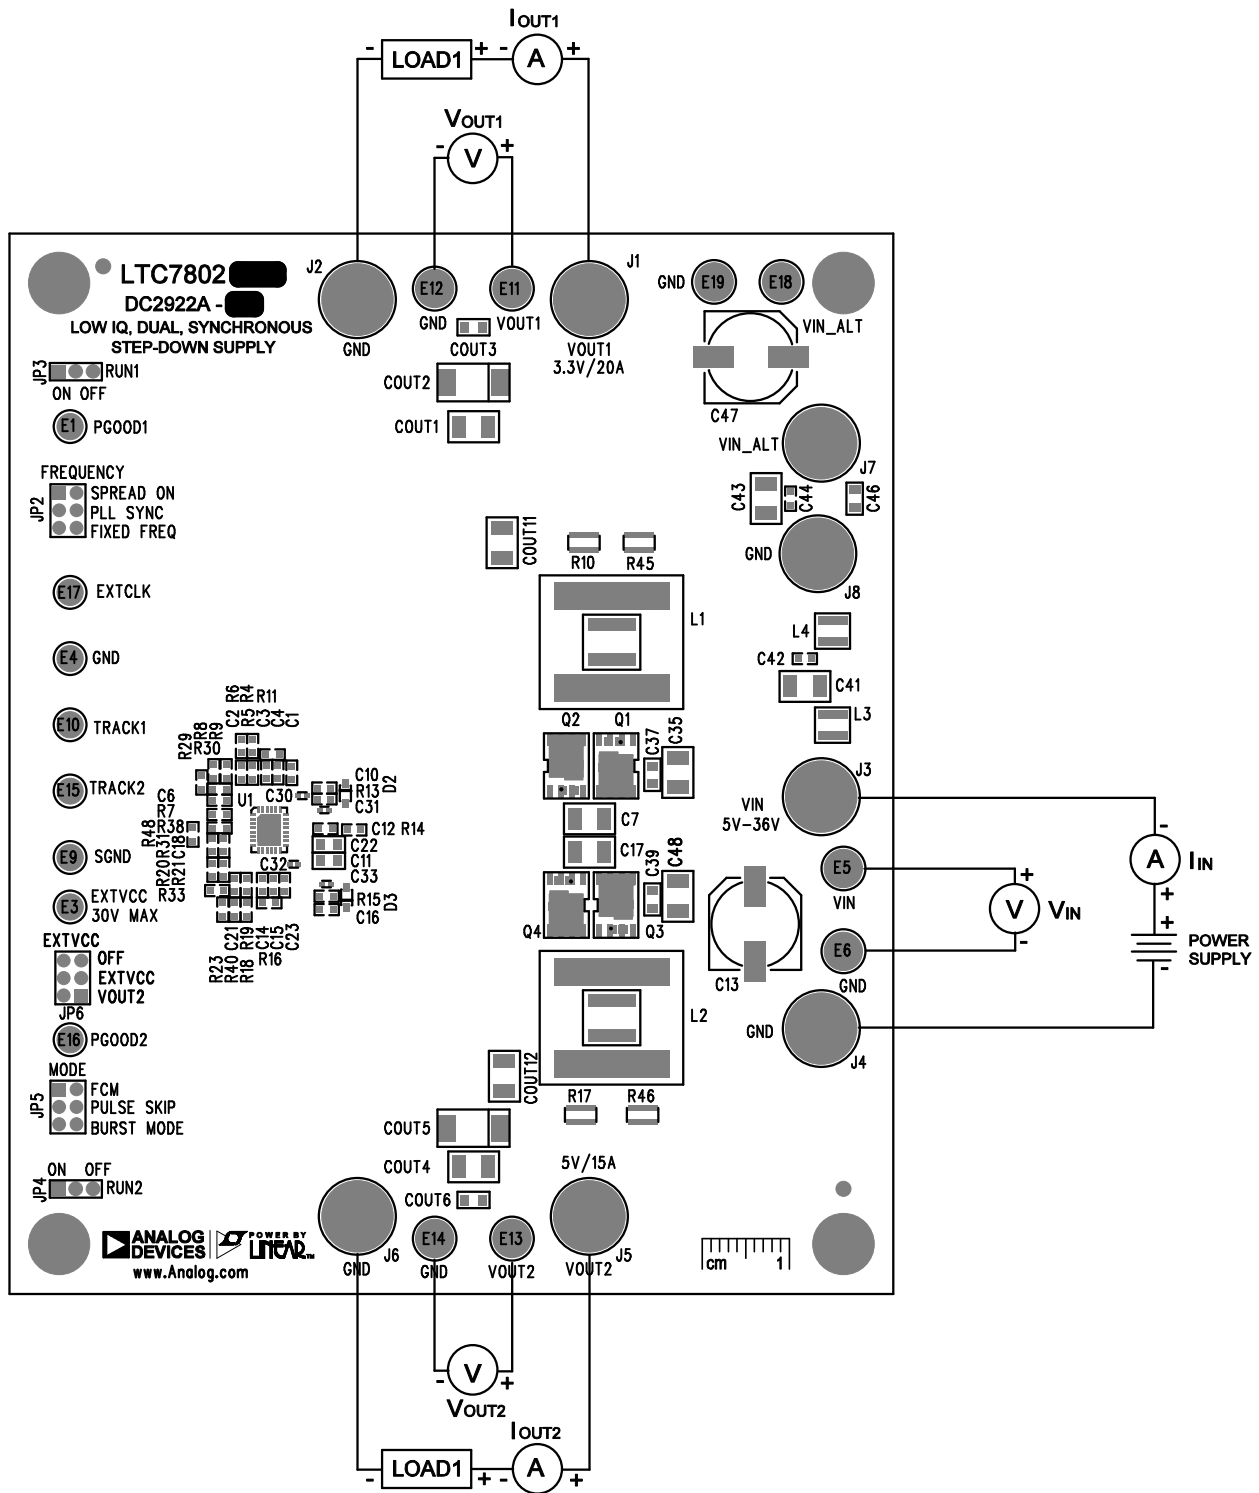 IOUT1
- LOAD1 + - A +
VOUT1
- V +
LTC7802
DC2922A -
LOW IQ, DUAL, SYNCHRONOUS
STEP-DOWN SUPPLY
J2
GND
E12
GND
E11
VOUT1
J1
VOUT1
3.3V/20A
GND
E19
E18
VIN_ALT
COUT3
COUT2
COUT1
C47
JP3
RUN1
ON OFF
E1
PGOOD1
FREQUENCY
JP2
SPREAD ON
PLL SYNC
FIXED FREQ
VIN_ALT
J7
C43
C44
C46
GND
J8
COUT11
R10
R45
L1
L4
C42
C41
L3
E17
EXTCLK
E4
GND
E10
TRACK1
E15
TRACK2
E9
SGND
E3
EXTVCC
30V MAX
R6
R4
R11
C2
R5
C3
C4
C1
R8
R9
R29
R30
C6
R7
R38
R48
R31
C18
R20
R21
R33
U1
C30
C10
R13
D2
C31
C12
R14
C22
C11
C32
C33
R15
D3
C16
C21
R19
C14
C15
C23
R23
R40
R18
R16
Q2
Q1
C37
C35
C7
C17
C39
C48
Q4
Q3
J3
VIN
5V-36V
E5
VIN
E6
GND
C13
GND
J4
-
A
IIN
+
+
V
VIN
-
+
POWER
SUPPLY
-
L2
EXTVCC
OFF
EXTVCC
VOUT2
JP6
E16
PGOOD2
MODE
JP5
FCM
PULSE SKIP
BURST MODE
ON OFF
JP4
RUN2
COUT12
R17
R46
COUT5
COUT4
COUT6
5V/15A
ANALOG
DEVICES
POWER BY
LINEAR™
www.Analog.com
J6
GND
E14
GND
E13
VOUT2
J5
VOUT2
cm 1
- V +
VOUT2
IOUT2
- LOAD1 + - A +